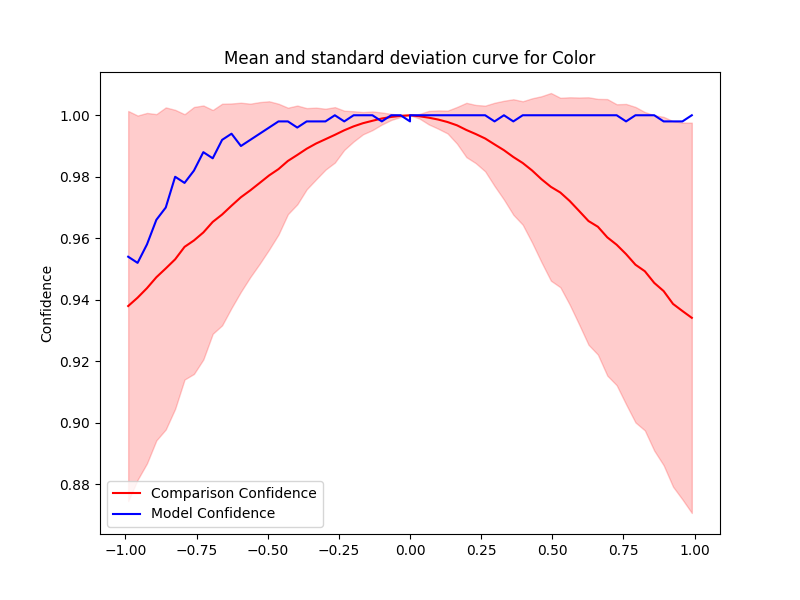 Mean and standard deviation curve for Color
Confidence
1.00
0.98
0.96
0.94
0.92
0.90
0.88
Comparison Confidence
Model Confidence
−1.00 −0.75 −0.50 −0.25 0.00 0.25 0.50 0.75 1.00